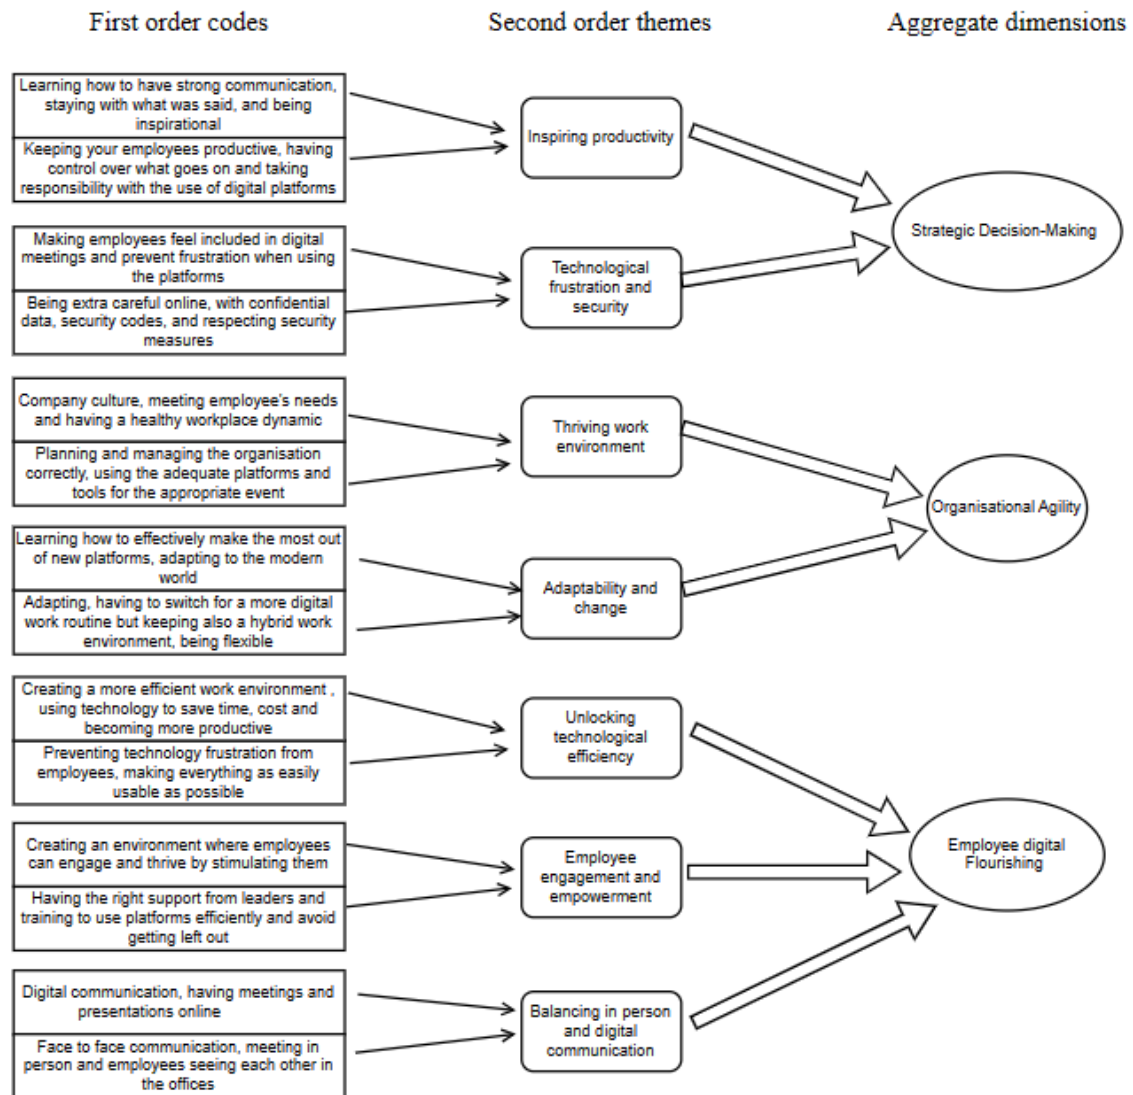 First order codes
Second order themes
Aggregate dimensions
Learning how to have strong communication,
staying with what was said, and being
inspirational
Keeping your employees productive, having
control over what goes on and taking
responsibility with the use of digital platforms
Inspiring productivity
Making employees feel included in digital
meetings and prevent frustration when using
the platforms
Being extra careful online, with confidential
data, security codes, and respecting security
measures
Technological
frustration and
security
Strategic Decision-Making
Company culture, meeting employee's needs
and having a healthy workplace dynamic
Planning and managing the organisation
correctly, using the adequate platforms and
tools for the appropriate event
Thriving work
environment
Learning how to effectively make the most out
of new platforms, adapting to the modern
world
Adapting, having to switch for a more digital
work routine but keeping also a hybrid work
environment, being flexible
Adaptability and
change
Organisational Agility
Creating a more efficient work environment ,
using technology to save time, cost and
becoming more productive
Preventing technology frustration from
employees, making everything as easily
usable as possible
Unlocking
technological
efficiency
Creating an environment where employees
can engage and thrive by stimulating them
Having the right support from leaders and
training to use platforms efficiently and avoid
getting left out
Employee
engagement and
empowerment
Digital communication, having meetings and
presentations online
Face to face communication, meeting in
person and employees seeing each other in
the offices
Balancing in person
and digital
communication
Employee digital
Flourishing